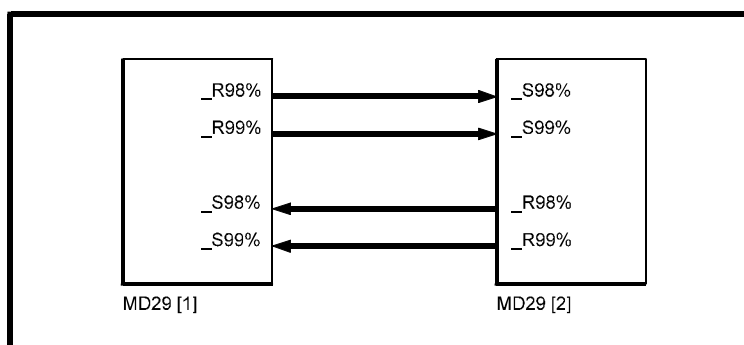 _R98% _S98%
_R99% _S99%
_S98% _R98%
_S99% _R99%
MD29 [1] MD29 [2]